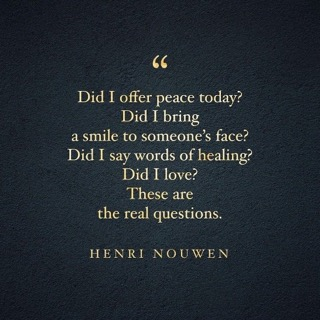 “
Did I offer peace today?
Did I bring
a smile to someone’s face?
Did I say words of healing?
Did I love?
These are
the real questions.
HENRI NOUWEN